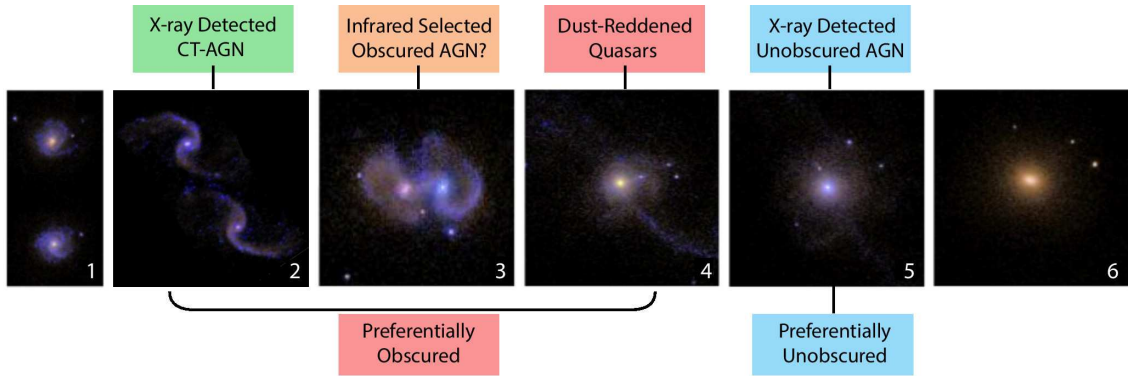 X-ray Detected
CT-AGN
Infrared Selected
Obscured AGN?
Dust-Reddened
Quasars
X-ray Detected
Unobscured AGN
1
2
3
4
5
6
Preferentially
Obscured
Preferentially
Unobscured